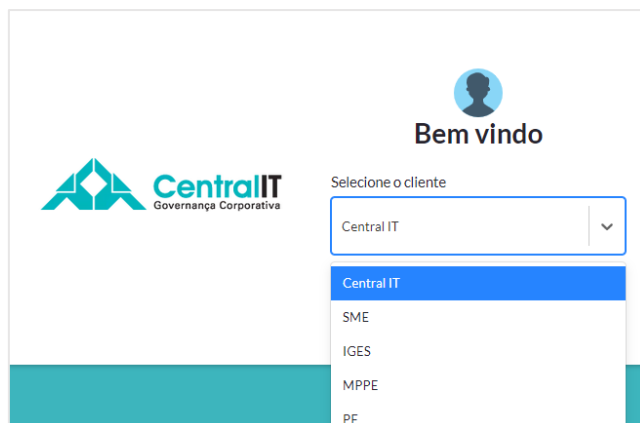 CentralIT
Governança Corporativa
Bem vindo
Selecione o cliente
Central IT
Central IT
SME
IGES
MPPE